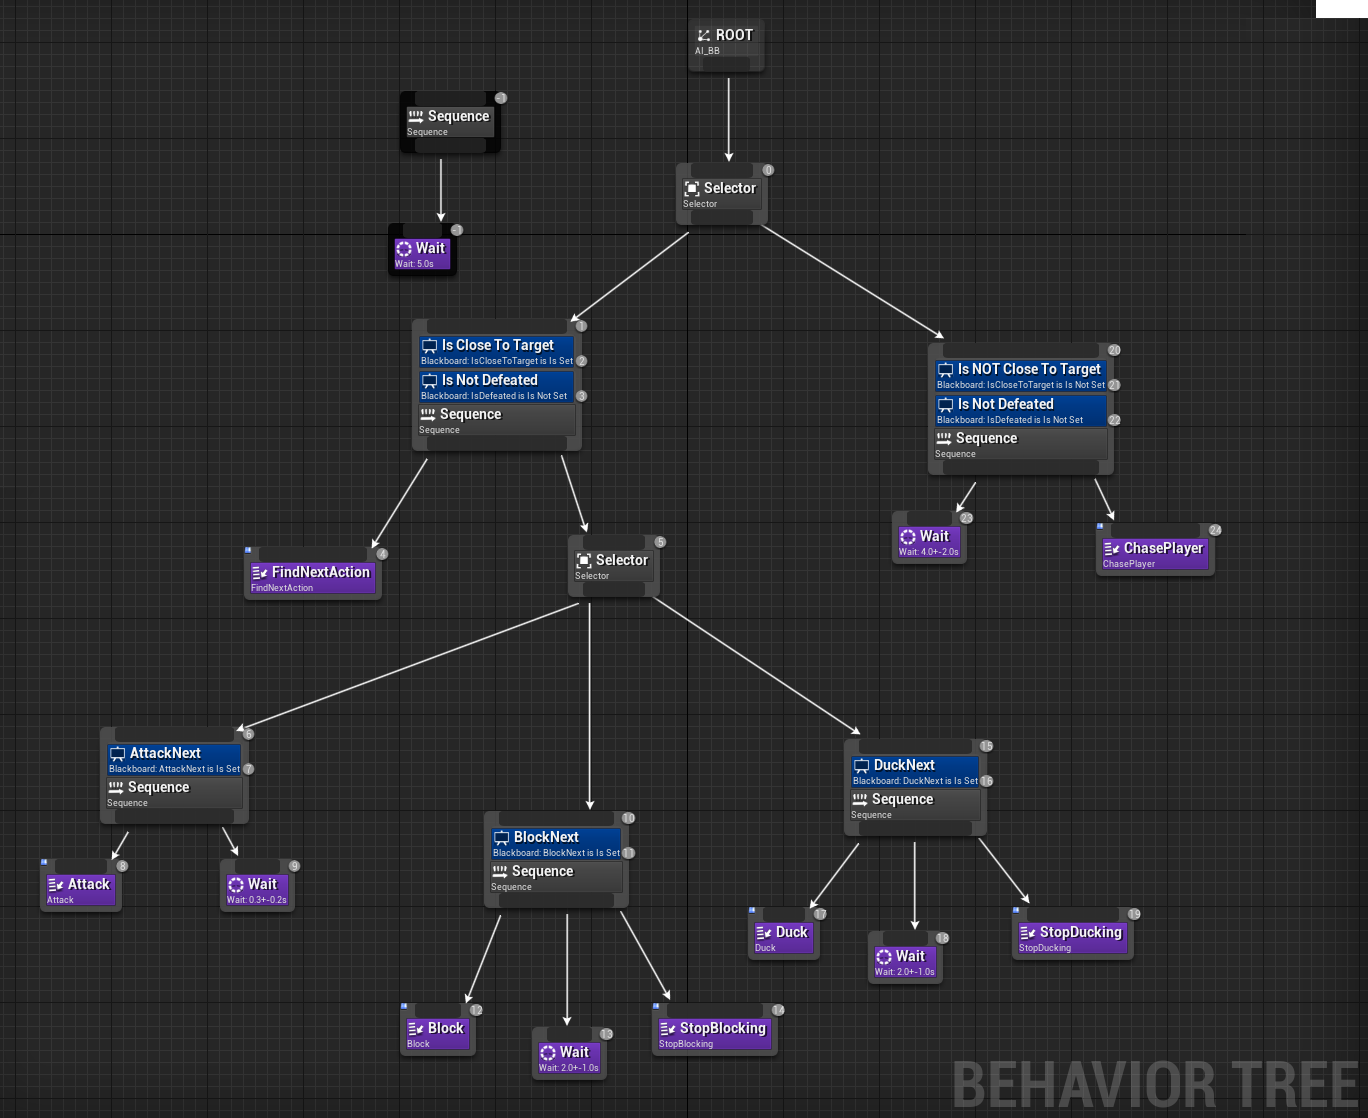 ROOT
AI_BB
-1
Sequence
Sequence
0
Selector
Selector
-1
Wait
Wait: 5.0s
1
Is Close To Target
Blackboard: IsCloseToTarget is Is Set
2
Is Not Defeated
Blackboard: IsDefeated is Is Not Set
3
Sequence
Sequence
20
Is NOT Close To Target
Blackboard: IsCloseToTarget is Is Not Set
21
Is Not Defeated
Blackboard: IsDefeated is Is Not Set
22
Sequence
Sequence
4
FindNextAction
FindNextAction
5
Selector
Selector
23
Wait
Wait: 4.0+-2.0s
24
ChasePlayer
ChasePlayer
6
AttackNext
Blackboard: AttackNext is Is Set
7
Sequence
Sequence
10
BlockNext
Blackboard: BlockNext is Is Set
11
Sequence
Sequence
15
DuckNext
Blackboard: DuckNext is Is Set
16
Sequence
Sequence
8
Attack
Attack
9
Wait
Wait: 0.3+-0.2s
12
Block
Block
13
Wait
Wait: 2.0+-1.0s
14
StopBlocking
StopBlocking
17
Duck
Duck
18
Wait
Wait: 2.0+-1.0s
19
StopDucking
StopDucking
BEHAVIOR TREE